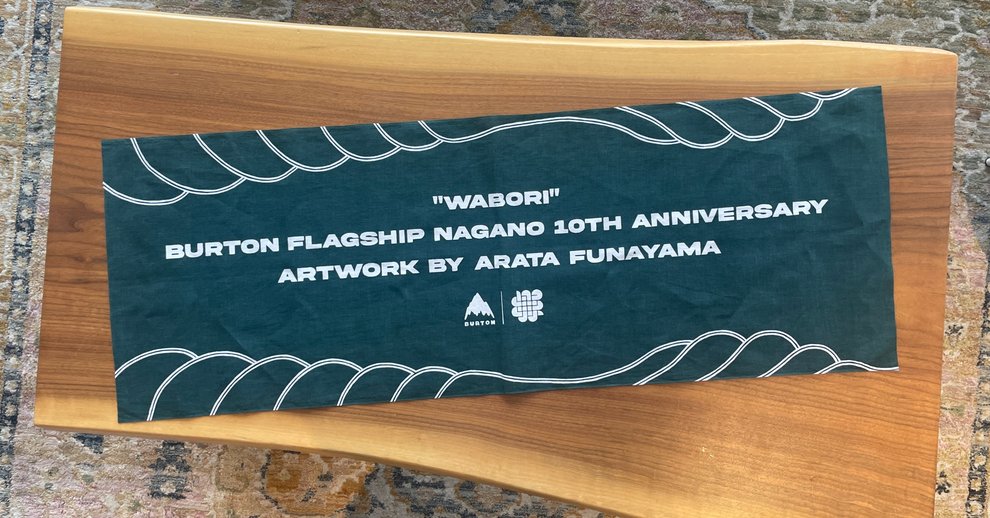 "WABORI"
BURTON FLAGSHIP NAGANO 10TH ANNIVERSARY
ARTWORK BY ARATA FUNAYAMA
BURTON